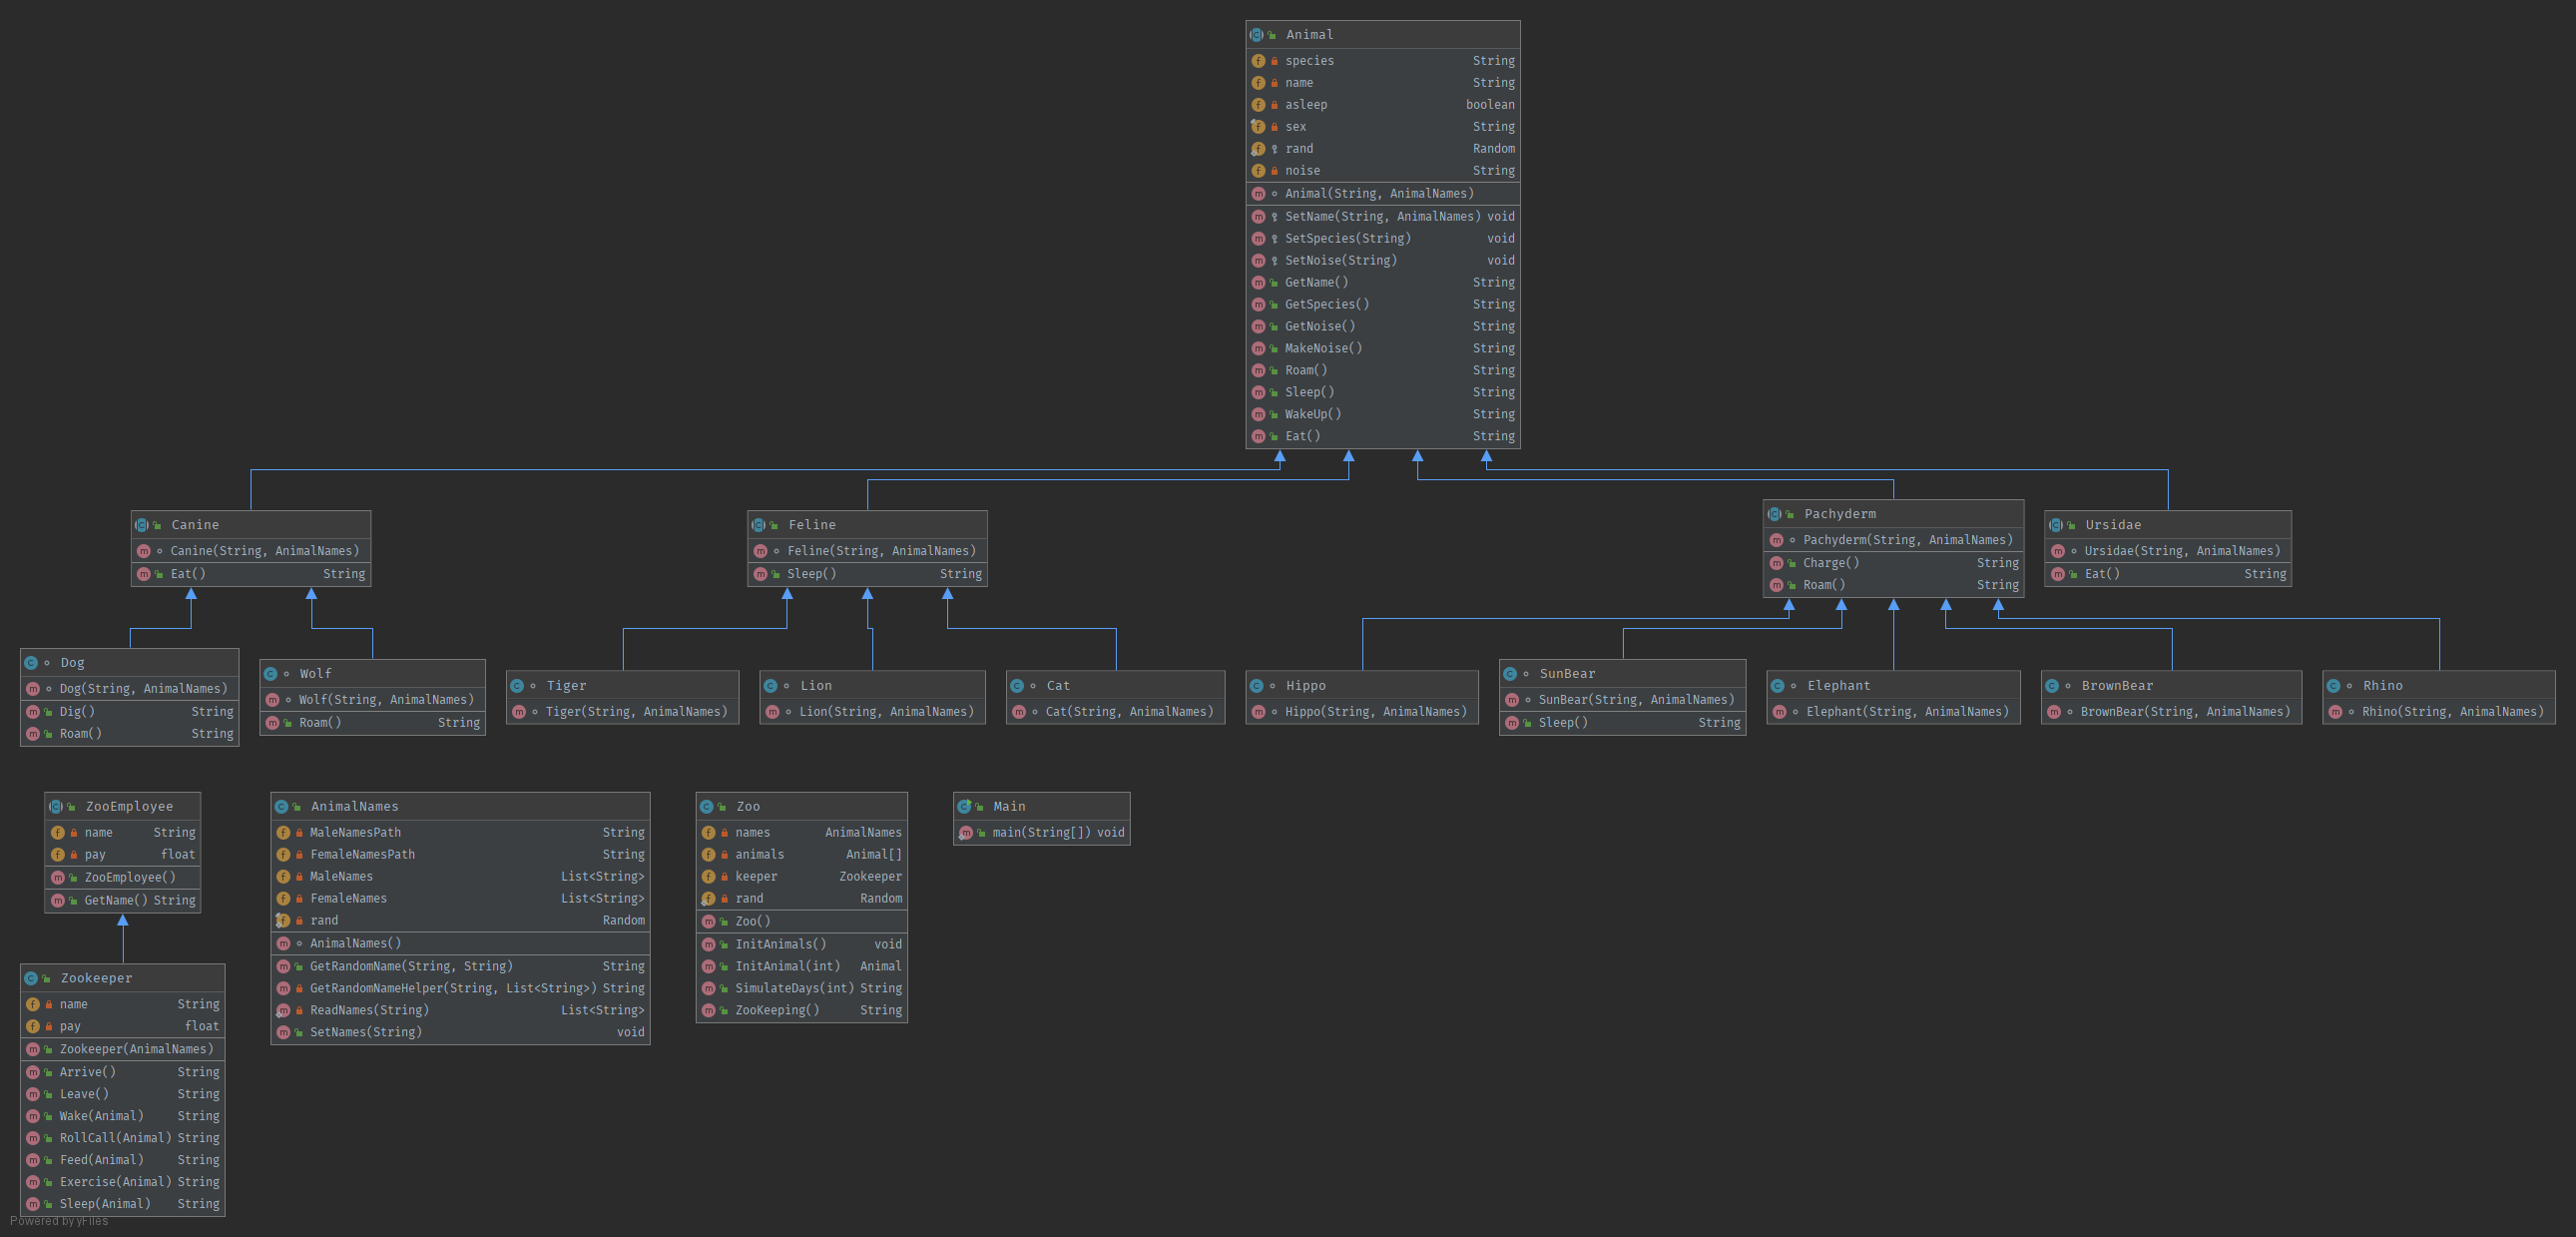 Animal
species String
name String
asleep boolean
sex String
rand Random
noise String
Animal(String, AnimalNames)
SetName(String, AnimalNames) void
SetSpecies(String) void
SetNoise(String) void
GetName() String
GetSpecies() String
GetNoise() String
MakeNoise() String
Roam() String
Sleep() String
WakeUp() String
Eat() String
Canine
Canine(String, AnimalNames)
Eat() String
Feline
Feline(String, AnimalNames)
Sleep() String
Pachyderm
Pachyderm(String, AnimalNames)
Charge() String
Roam() String
Ursidae
Ursidae(String, AnimalNames)
Eat() String
Dog
Dog(String, AnimalNames)
Dig() String
Roam() String
Wolf
Wolf(String, AnimalNames)
Roam() String
Tiger
Tiger(String, AnimalNames)
Lion
Lion(String, AnimalNames)
Cat
Cat(String, AnimalNames)
Hippo
Hippo(String, AnimalNames)
SunBear
SunBear(String, AnimalNames)
Sleep() String
Elephant
Elephant(String, AnimalNames)
BrownBear
BrownBear(String, AnimalNames)
Rhino
Rhino(String, AnimalNames)
ZooEmployee
name String
pay float
ZooEmployee()
GetName() String
AnimalNames
MaleNamesPath String
FemaleNamesPath String
MaleNames List<String>
FemaleNames List<String>
rand Random
AnimalNames()
GetRandomName(String, String) String
GetRandomNameHelper(String, List<String>) String
ReadNames(String) List<String>
SetNames(String) void
Zoo
names AnimalNames
animals Animal[]
keeper Zookeeper
rand Random
Zoo()
InitAnimals() void
InitAnimal(int) Animal
SimulateDays(int) String
ZooKeeping() String
Main
main(String[]) void
Zookeeper
name String
pay float
Zookeeper(AnimalNames)
Arrive() String
Leave() String
Wake(Animal) String
RollCall(Animal) String
Feed(Animal) String
Exercise(Animal) String
Sleep(Animal) String
Powered by yFiles